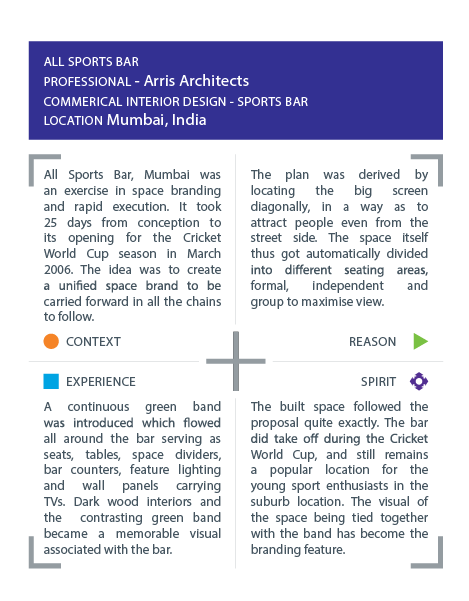 ALL SPORTS BAR
PROFESSIONAL - Arris Architects
COMMERICAL INTERIOR DESIGN - SPORTS BAR
LOCATION Mumbai, India
All Sports Bar, Mumbai was
an exercise in space branding
and rapid execution. It took
25 days from conception to
its opening for the Cricket
World Cup season in March
2006. The idea was to create
a unified space brand to be
carried forward in all the chains
to follow.
CONTEXT
The plan was derived by
locating the big screen
diagonally, in a way as to
attract people even from the
street side. The space itself
thus got automatically divided
into different seating areas,
formal, independent and
group to maximise view.
REASON
EXPERIENCE
A continuous green band
was introduced which flowed
all around the bar serving as
seats, tables, space dividers,
bar counters, feature lighting
and wall panels carrying
TVs. Dark wood interiors and
the contrasting green band
became a memorable visual
associated with the bar.
SPIRIT
The built space followed the
proposal quite exactly. The bar
did take off during the Cricket
World Cup, and still remains
a popular location for the
young sport enthusiasts in the
suburb location. The visual of
the space being tied together
with the band has become the
branding feature.